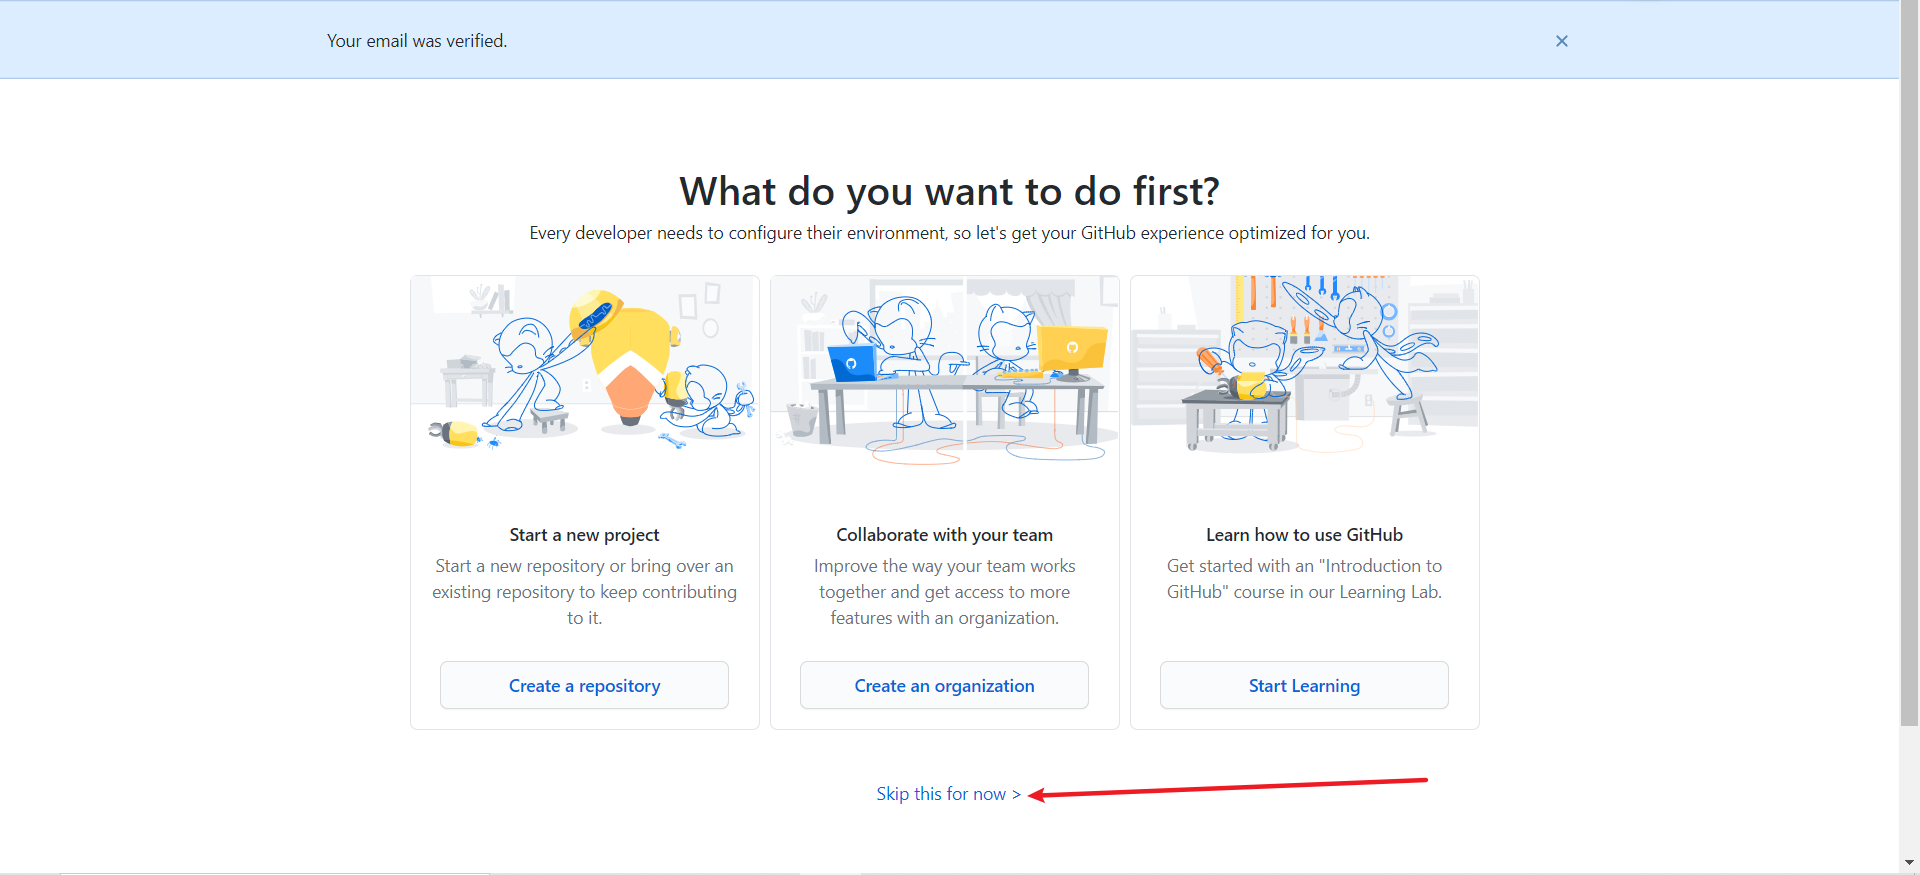 Your email was verified.
What do you want to do first?
Every developer needs to configure their environment, so let's get your GitHub experience optimized for you.
Start a new project
Start a new repository or bring over an
existing repository to keep contributing
to it.
Create a repository
Collaborate with your team
Improve the way your team works
together and get access to more
features with an organization.
Create an organization
Learn how to use GitHub
Get started with an "Introduction to
GitHub" course in our Learning Lab.
Start Learning
Skip this for now >